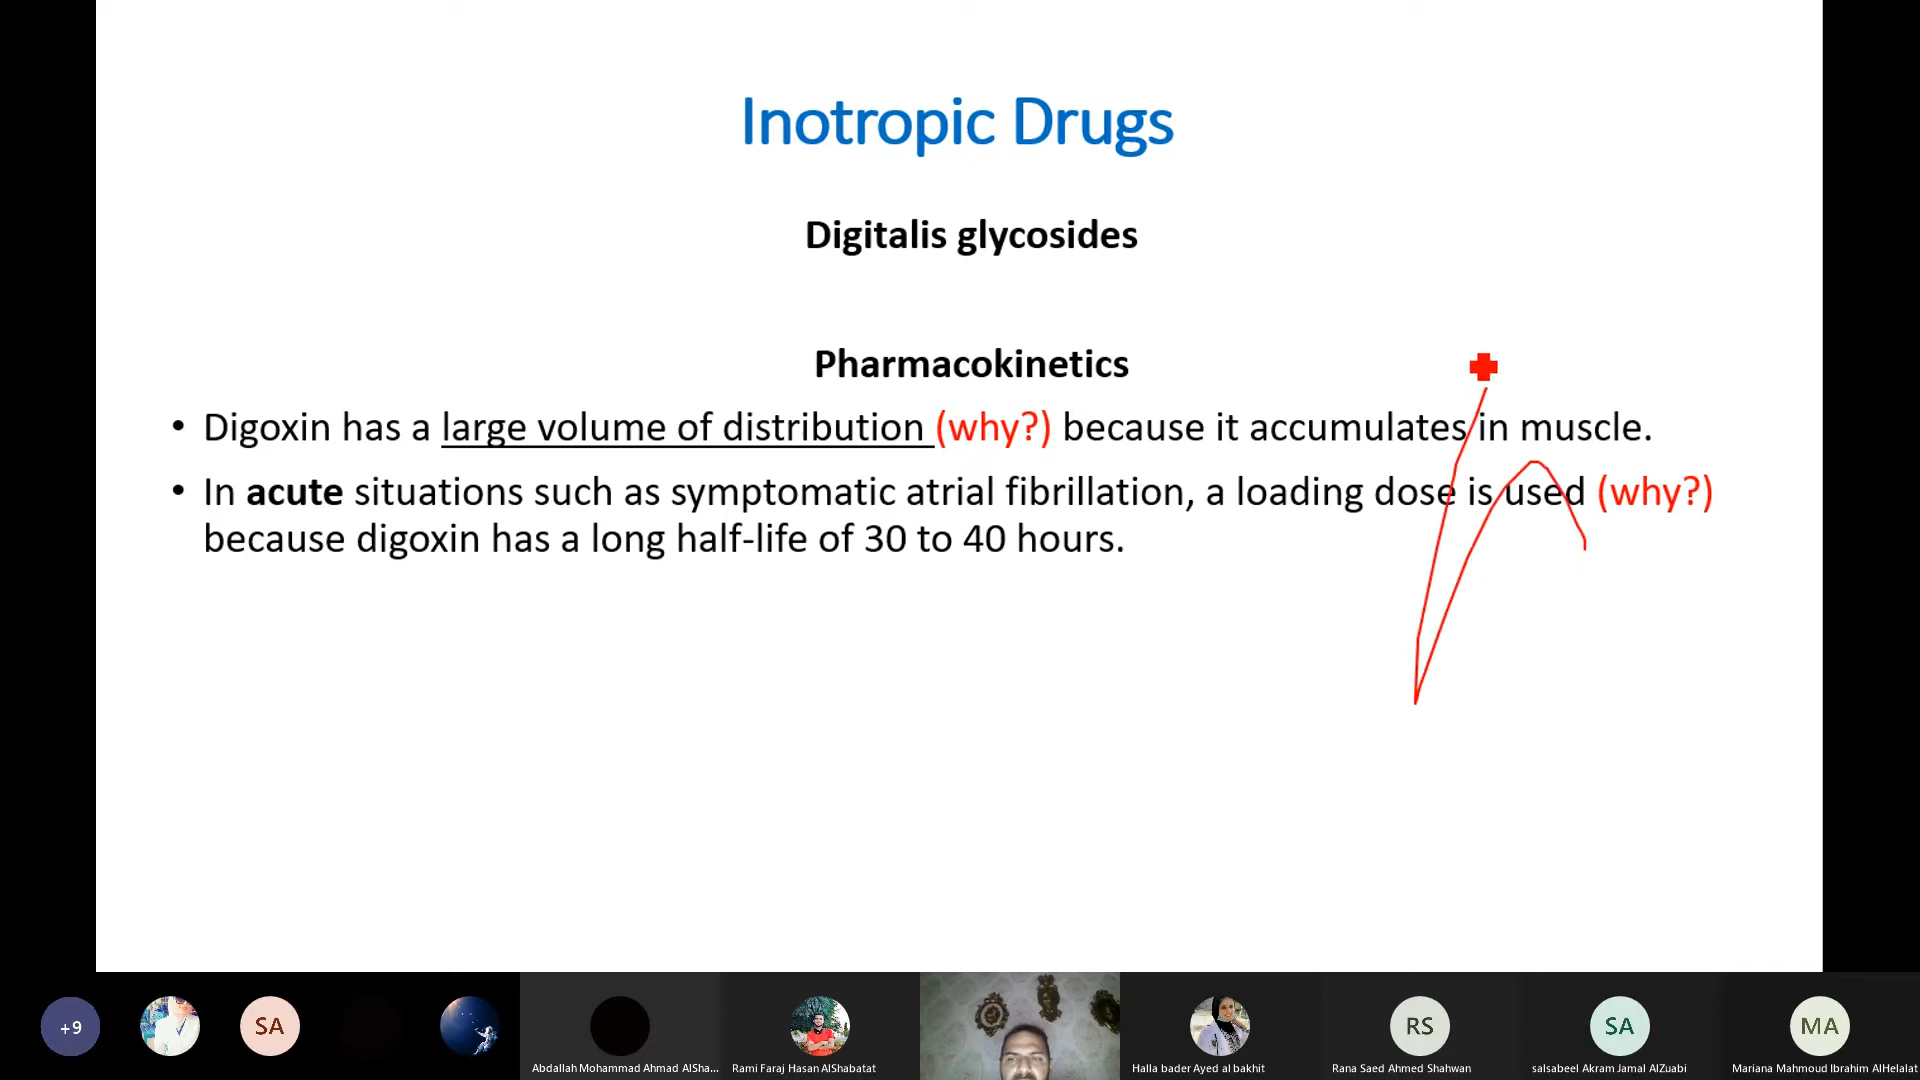 Inotropic Drugs
Digitalis glycosides
Pharmacokinetics
• Digoxin has a large volume of distribution (why?) because it accumulates in muscle.
• In acute situations such as symptomatic atrial fibrillation, a loading dose is used (why?)
because digoxin has a long half-life of 30 to 40 hours.
+9
SA
RS
SA
MA
Abdallah Mohammad Ahmad AlSha...
Rami Faraj Hasan AlShabatat
Halla bader Ayed al bakhit
Rana Saed Ahmed Shahwan
salsabeel Akram Jamal AlZuabi
Mariana Mahmoud Ibrahim AlHelalat